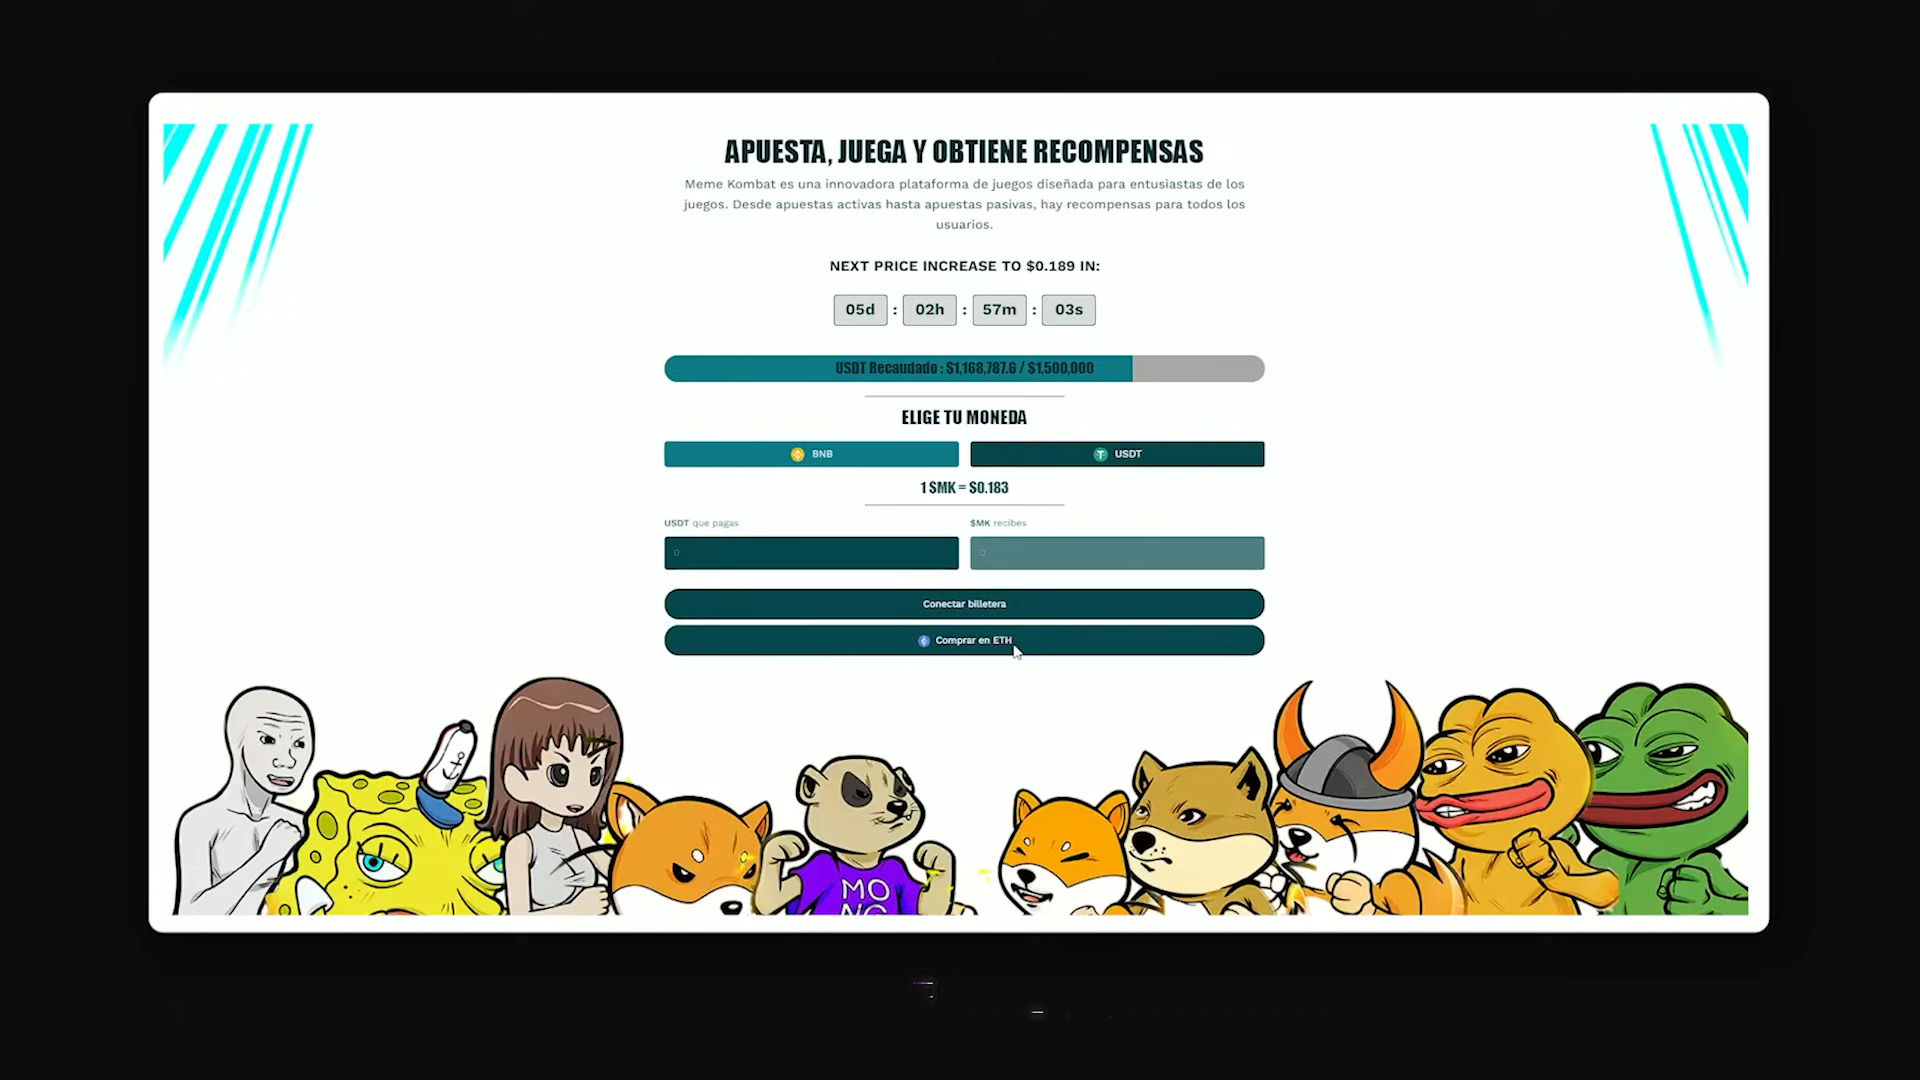 APUESTA, JUEGA Y OBTIENE RECOMPENSAS
Meme Kombat es una innovadora plataforma de juegos diseñada para entusiastas de los
juegos. Desde apuestas activas hasta apuestas pasivas, hay recompensas para todos los
usuarios.
NEXT PRICE INCREASE TO $0.189 IN:
05d : 02h : 57m : 03s
USDT Recaudado : $1,168,787.6 / $1,500,000
ELIGE TU MONEDA
BNB
USDT
1 $MK = $0.183
USDT que pagas
$MK recibes
0
0
Conectar billetera
Comprar en ETH
MO
NG